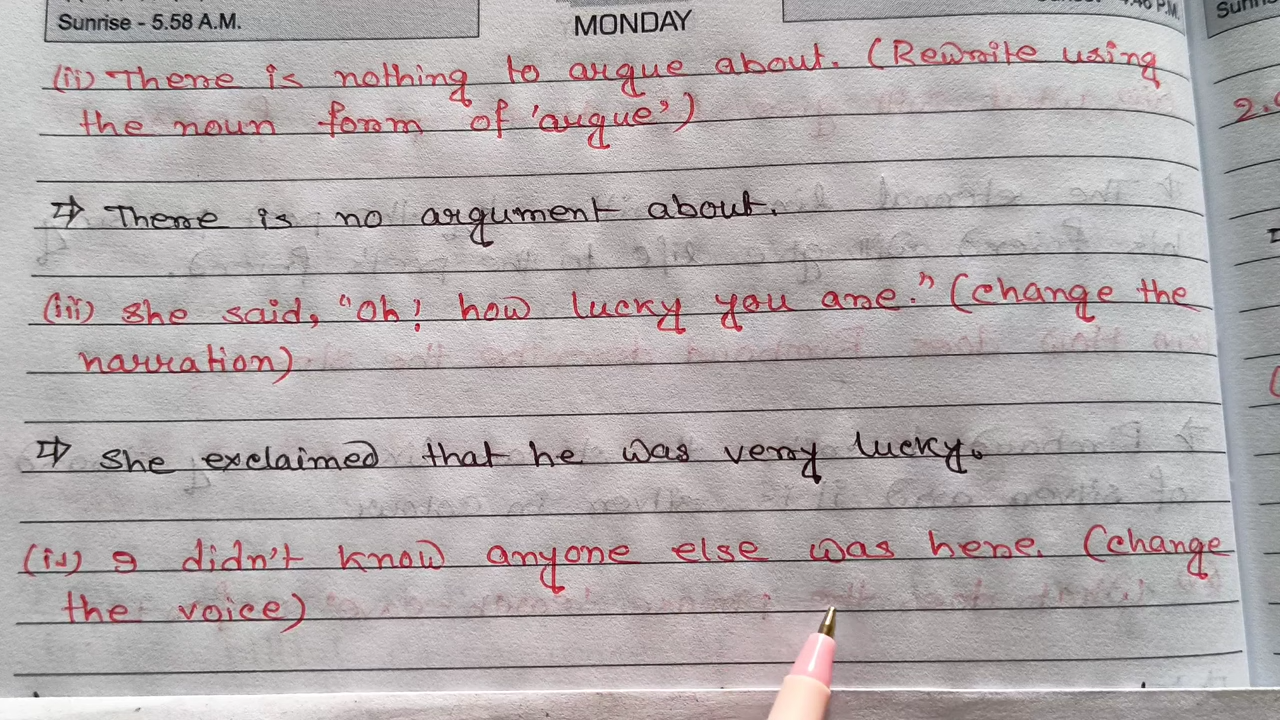 Sunrise - 5.58 A.M.
MONDAY
P.M.
(ii) There is nothing to argue about. (Rewrite using
the noun form of 'argue')
⇒ There is no argument about.
(iii) She said, "Oh! how lucky you are." (change the
narration)
⇒ She exclaimed that he was very lucky.
(iv) I didn't know anyone else was here. (change
the voice)